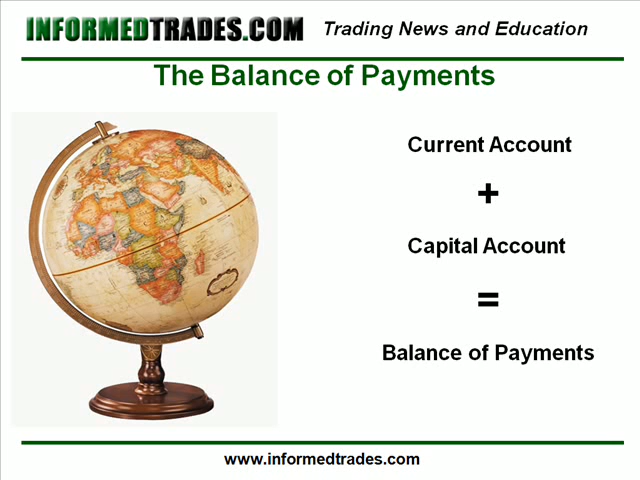 INFORMEDTRADES.COM Trading News and Education
The Balance of Payments
Current Account
+
Capital Account
=
Balance of Payments
www.informedtrades.com